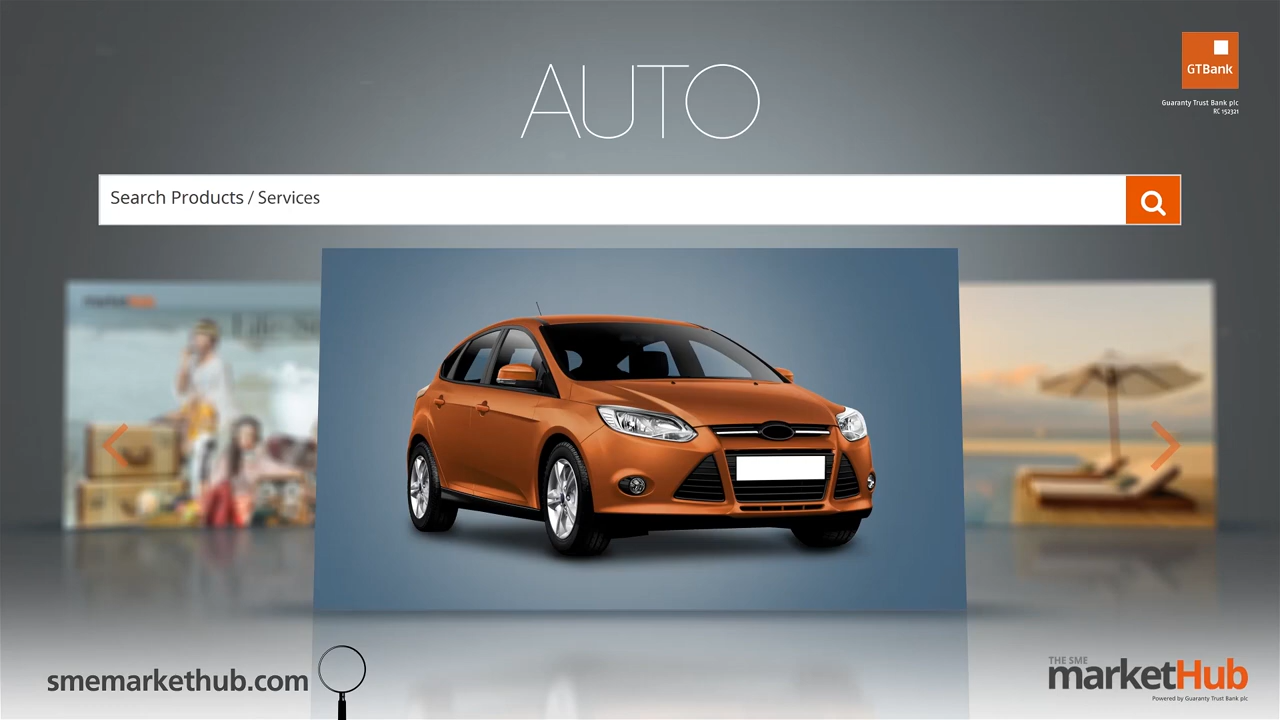 AUTO
GTBank
Guaranty Trust Bank plc
RC 152321
Search Products / Services
marketHub
smemarkethub.com
THE SME
marketHub
Powered by Guaranty Trust Bank plc